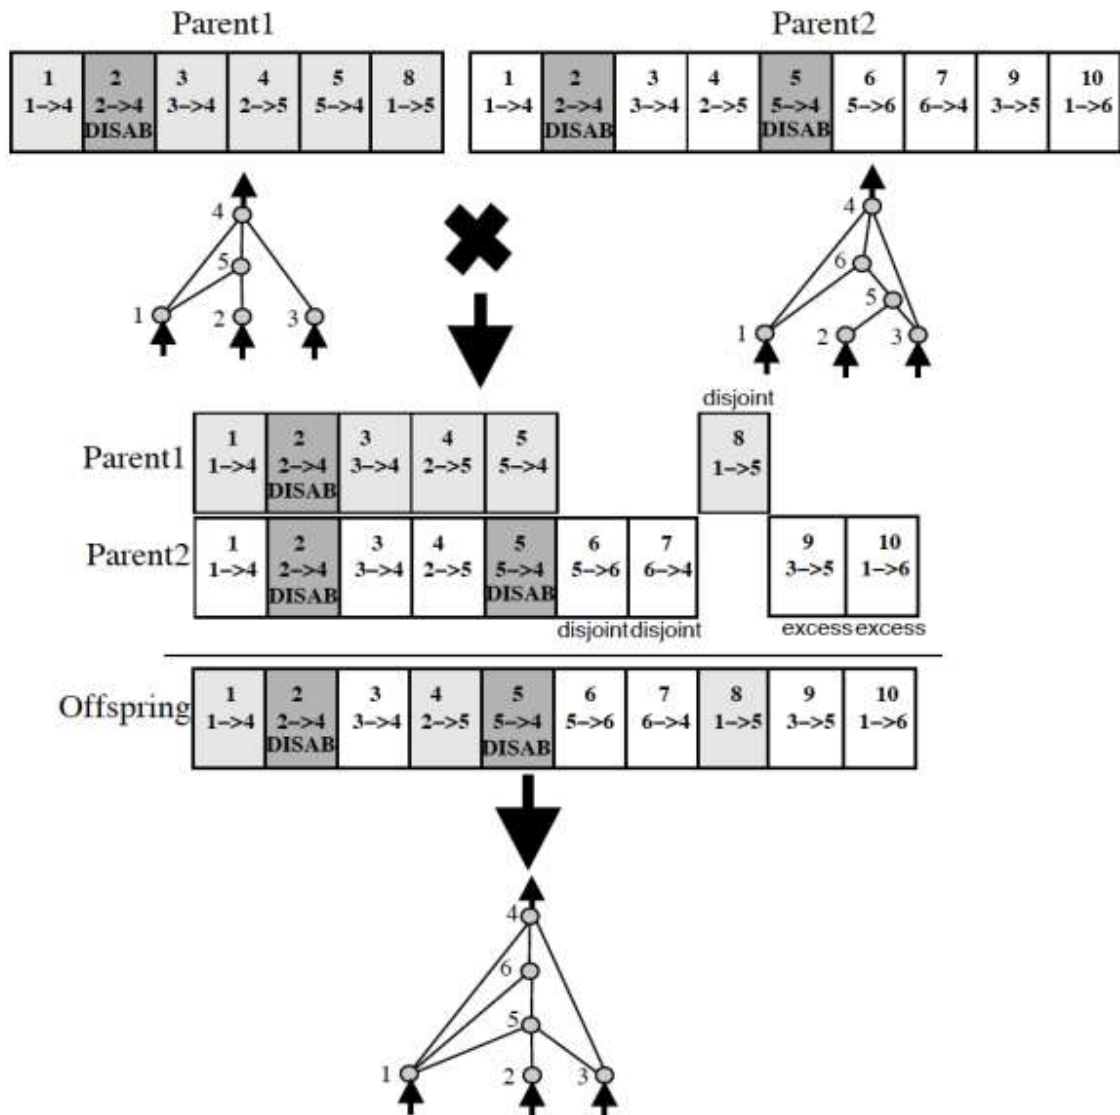 Parent1 Parent2
1 2 3 4 5 8 1 2 3 4 5 6 7 9 10
1->4 2->4 3->4 2->5 5->4 1->5 1->4 2->4 3->4 2->5 5->4 5->6 6->4 3->5 1->6
DISAB DISAB DISAB
4 4
5 6
5
1 2 3 1 2 3
disjoint
Parent1 1 2 3 4 5 8
1->4 2->4 3->4 2->5 5->4 1->5
DISAB
Parent2 1 2 3 4 5 6 7 9 10
1->4 2->4 3->4 2->5 5->4 5->6 6->4 3->5 1->6
DISAB DISAB
disjoint disjoint excess excess
Offspring 1 2 3 4 5 6 7 8 9 10
1->4 2->4 3->4 2->5 5->4 5->6 6->4 1->5 3->5 1->6
DISAB DISAB
4
6
5
1 2 3